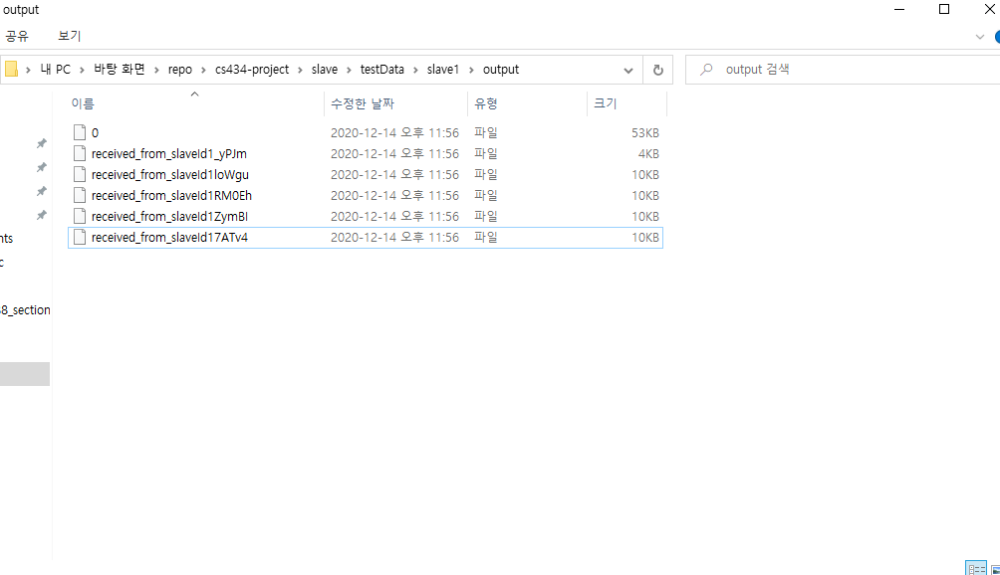 output
공유 보기
내 PC 바탕 화면 repo cs434-project slave testData slave1 output output 검색
이름 수정한 날짜 유형 크기
0 2020-12-14 오후 11:56 파일 53KB
received_from_slaveId1_yPJm 2020-12-14 오후 11:56 파일 4KB
received_from_slaveId1loWgu 2020-12-14 오후 11:56 파일 10KB
received_from_slaveId1RM0Eh 2020-12-14 오후 11:56 파일 10KB
received_from_slaveId1ZymBI 2020-12-14 오후 11:56 파일 10KB
received_from_slaveId17ATv4 2020-12-14 오후 11:56 파일 10KB
nts
c
8_section